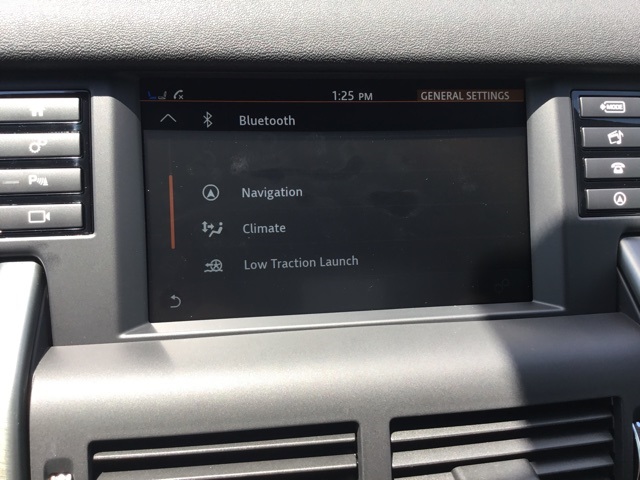 1:25 PM
GENERAL SETTINGS
Bluetooth
Navigation
Climate
Low Traction Launch
MODE